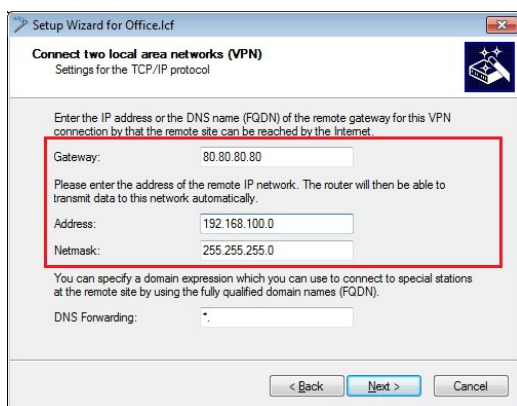 Setup Wizard for Office.lcf
Connect two local area networks (VPN)
Settings for the TCP/IP protocol
Enter the IP address or the DNS name (FQDN) of the remote gateway for this VPN
connection by that the remote site can be reached by the Internet.
Gateway: 80.80.80.80
Please enter the address of the remote IP network. The router will then be able to
transmit data to this network automatically.
Address: 192.168.100.0
Netmask: 255.255.255.0
You can specify a domain expression which you can use to connect to special stations
at the remote site by using the fully qualified domain names (FQDN).
DNS Forwarding: *.
< Back Next > Cancel